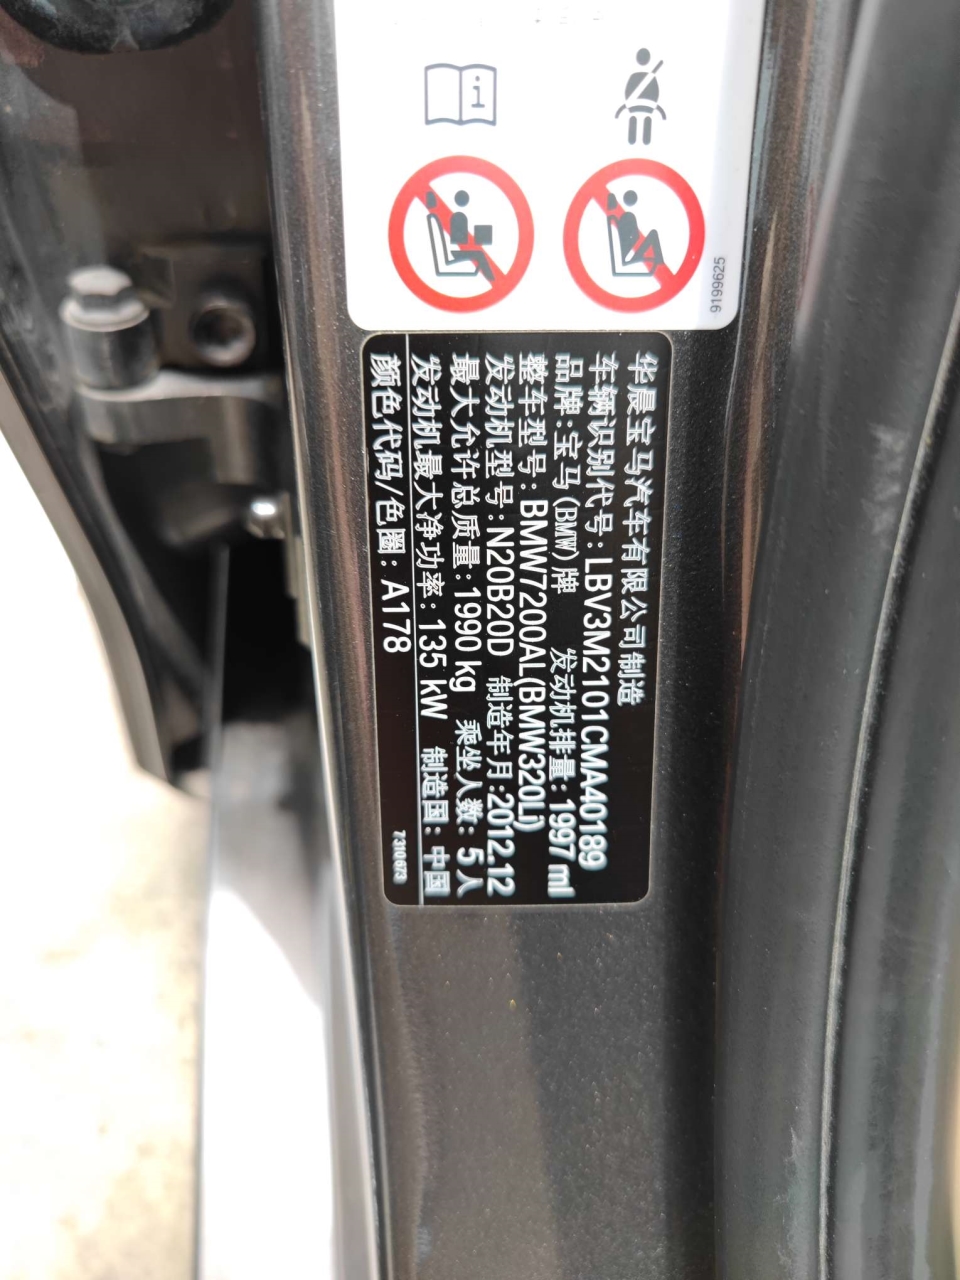 9199625
华晨宝马汽车有限公司制造
车辆识别代号: LBV3M2101CMA40189
品牌:宝马(BMW)牌 发动机排量: 1997 ml
整车型号: BMW7200AL(BMW320Li)
发动机型号:N20B20D 制造年月:2012.12
最大允许总质量: 1990 kg 乘坐人数: 5人
发动机最大净功率: 135 kW 制造国: 中国
颜色代码/色圈: A178
7310673